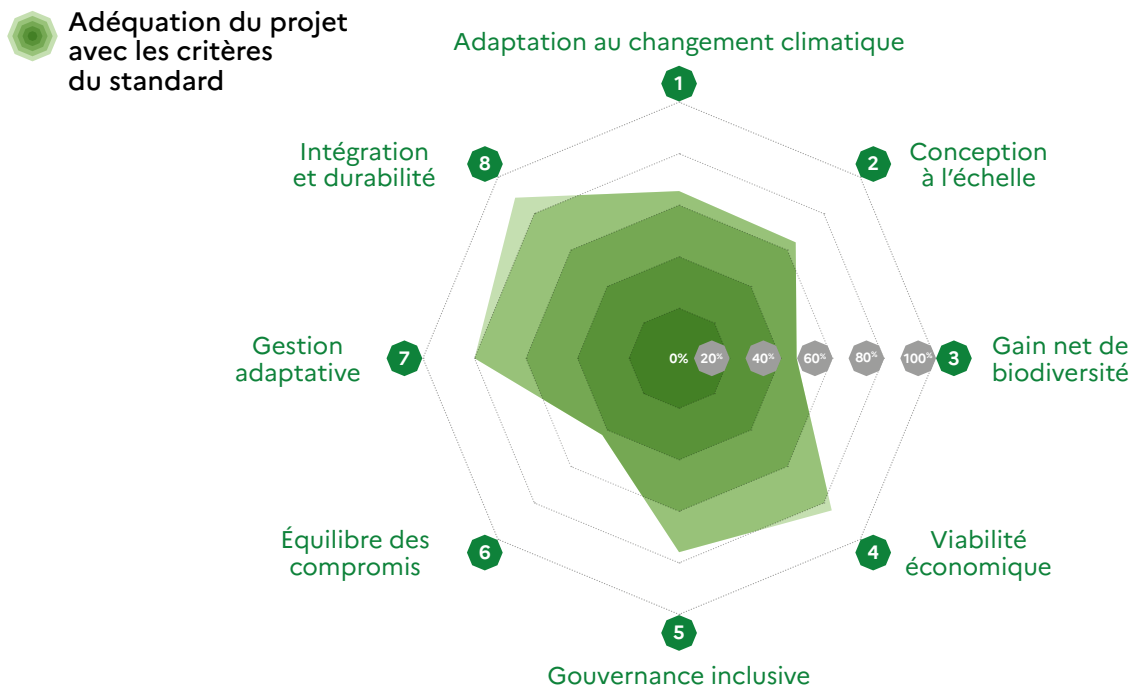 Adéquation du projet
avec les critères
du standard
Adaptation au changement climatique
1
2
Conception
à l'échelle
0% 20% 40% 60% 80% 100%
3
Gain net de
biodiversité
4
Viabilité
économique
5
Gouvernance inclusive
6
Équilibre des
compromis
7
Gestion
adaptative
8
Intégration
et durabilité